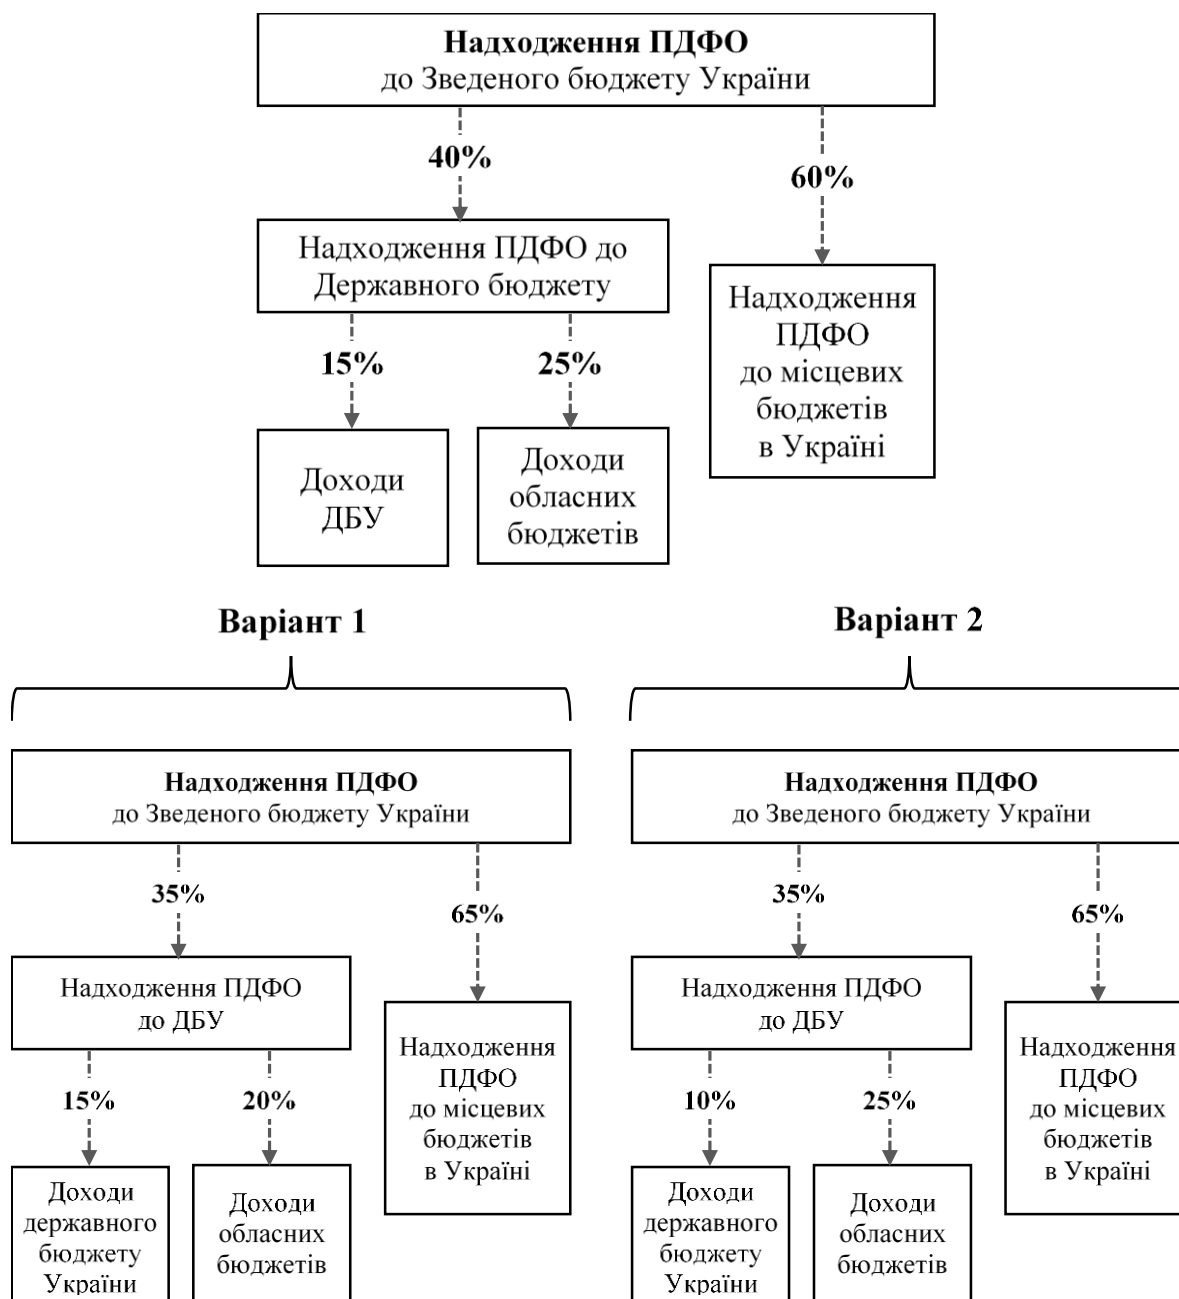 Надходження ПДФО
до Зведеного бюджету України
40%
60%
Надходження ПДФО до
Державного бюджету
Надходження
ПДФО
до місцевих
бюджетів
в Україні
15%
25%
Доходи
ДБУ
Доходи
обласних
бюджетів
Варіант 1
Надходження ПДФО
до Зведеного бюджету України
35%
65%
Надходження ПДФО
до ДБУ
Надходження
ПДФО
до місцевих
бюджетів
в Україні
15%
20%
Доходи
державного
бюджету
України
Доходи
обласних
бюджетів
Варіант 2
Надходження ПДФО
до Зведеного бюджету України
35%
65%
Надходження ПДФО
до ДБУ
Надходження
ПДФО
до місцевих
бюджетів
в Україні
10%
25%
Доходи
державного
бюджету
України
Доходи
обласних
бюджетів